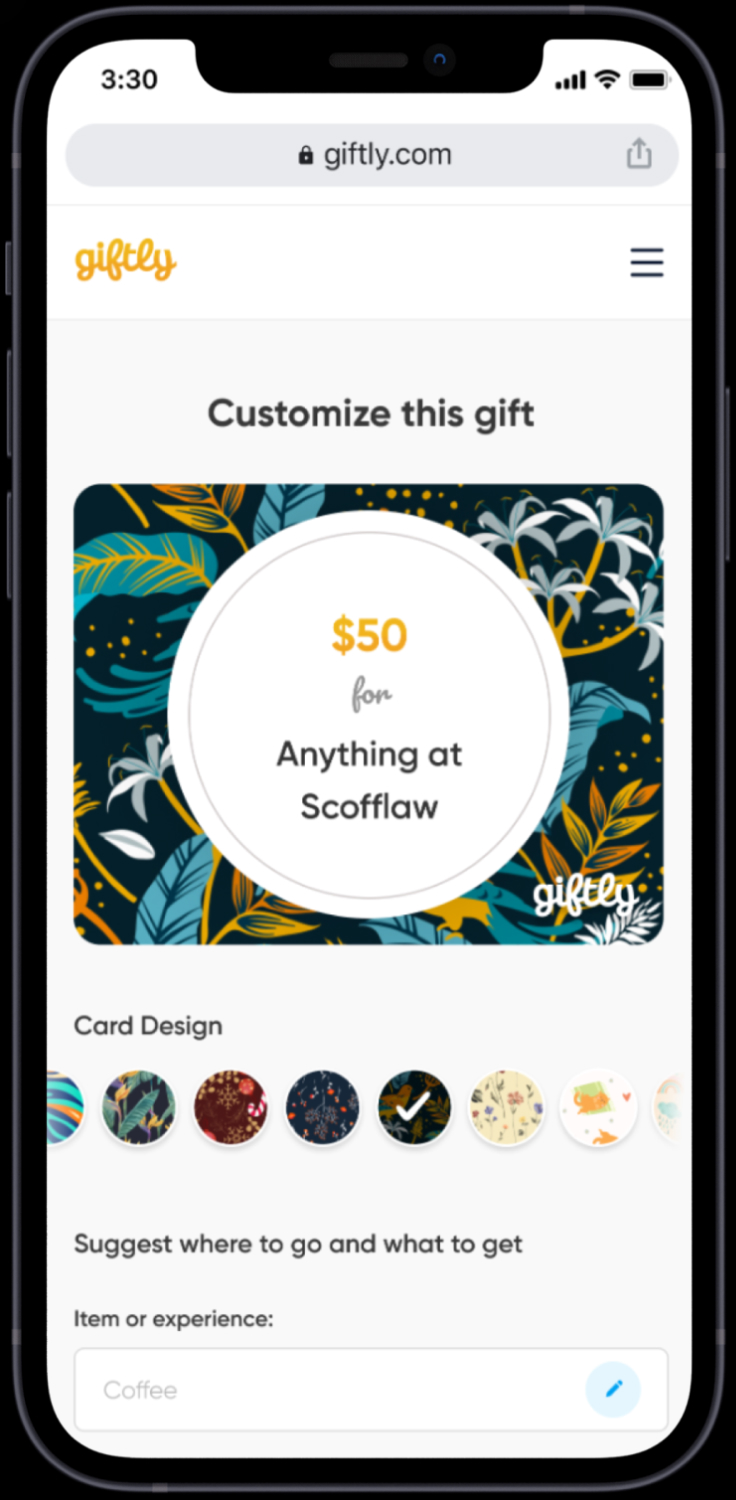 3:30
giftly.com
giftly
Customize this gift
$50
for
Anything at
Scofflaw
giftly
Card Design
Suggest where to go and what to get
Item or experience:
Coffee